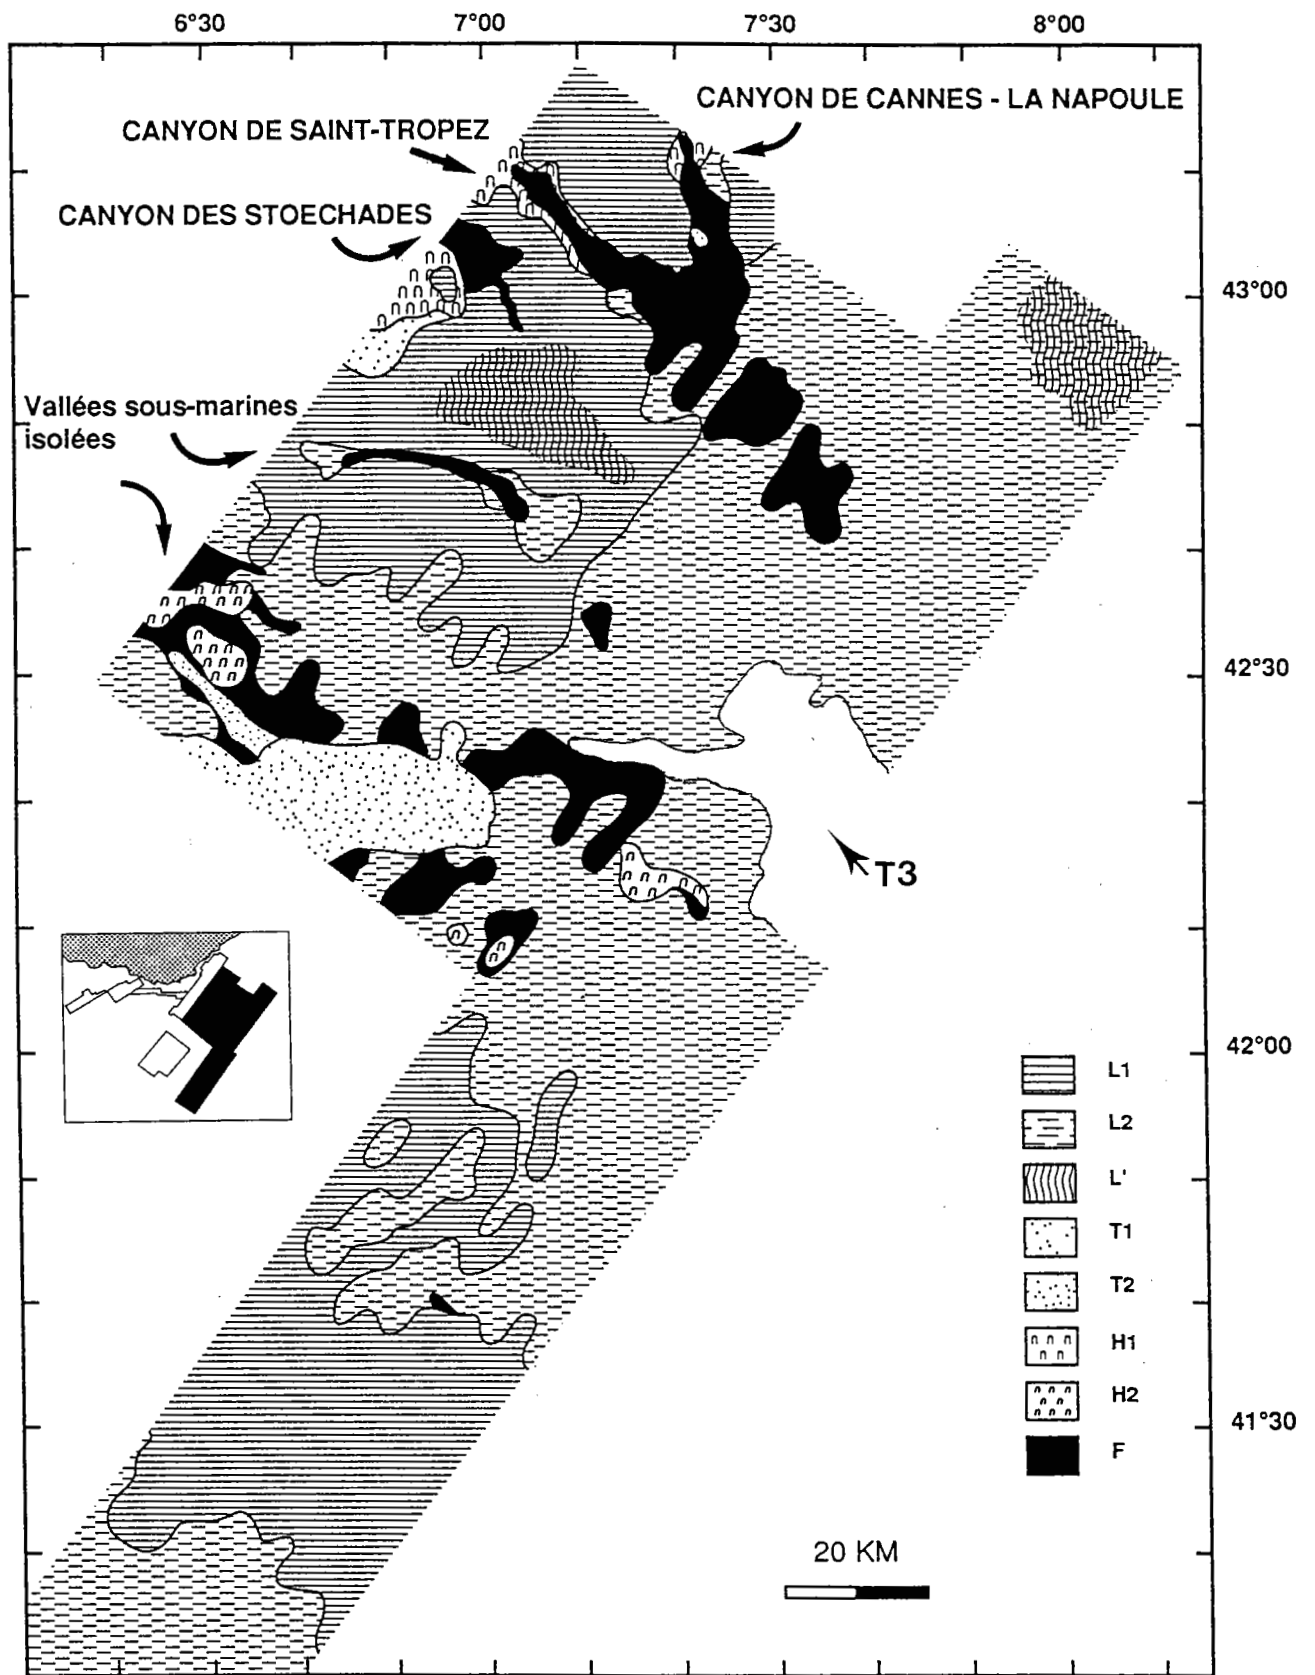 6°30 7°00 7°30 8°00
CANYON DE CANNES - LA NAPOULE
CANYON DE SAINT-TROPEZ
CANYON DES STOECHADES
43°00
Vallées sous-marines
isolées
42°30
T3
42°00
L1
L2
L'
T1
T2
H1
H2
41°30
F
20 KM